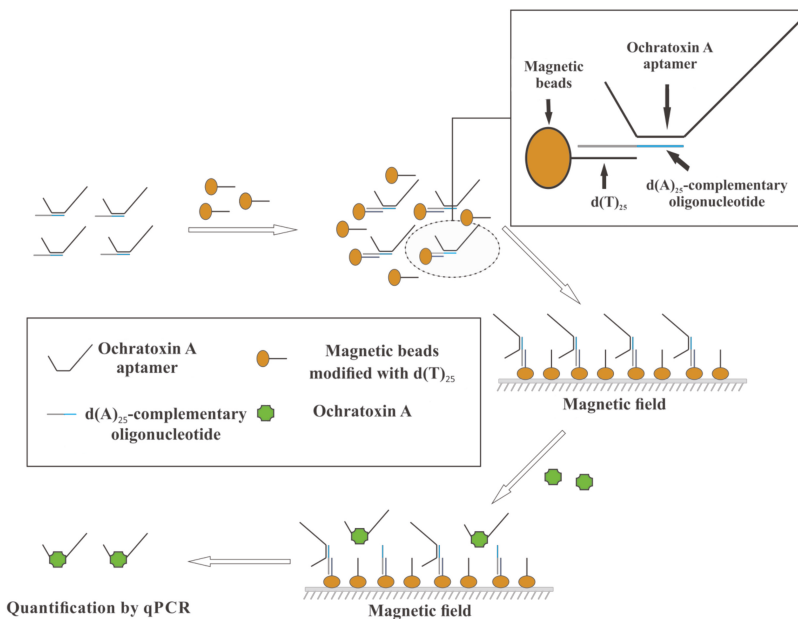 Ochratoxin A
aptamer
Magnetic
beads
d(T)₂₅
d(A)₂₅-complementary
oligonucleotide
Ochratoxin A
aptamer
Magnetic beads
modified with d(T)₂₅
d(A)₂₅-complementary
oligonucleotide
Ochratoxin A
Magnetic field
Quantification by qPCR
Magnetic field